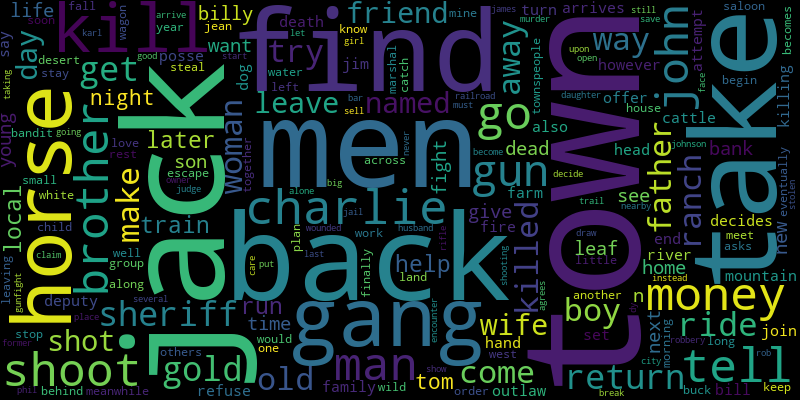 life
soon
fall
karl
arrive
year
kill
billy
jean
friend
death
turn
arrives
james
murder
still
save
saloon
becomes
say
day
wagon
good
posse
want
find
try
let
girl
know
mine
way
john
upon
open
begin
attempt
taking
desert
get
steal
dog
water
left
jim
marshal
catch
away
townspeople
however
daughter
face
take
young
stay
night
leave
named
go
offer
house
killing
bandit
going
brother
jack
love
rest
later
woman
together
bar
sell
men
railroad
must
never
become
also
dead
cattle
head
johnson
bank
horse
small
white
son
escape
across
fight
gun
town
father
ranch
local
child
judge
owner
alone
big
farm
decide
see
decides
meet
asks
new
eventually
stolen
well
make
train
charlie
jail
husband
give
fire
trail
nearby
end
leaving
claim
gunfight
group
along
wounded
work
plan
back
last
care
put
help
land
finally
rifle
shooting
killed
draw
leaf
little
river
home
mountain
deputy
several
place
sheriff
run
time
gang
encounter
agrees
boy
another
n
instead
money
stop
former
shot
others
would
one
wife
hand
west
set
next
morning
city
ride
long
robbery
rob
join
shoot
phil
behind
meanwhile
gold
refuse
old
family
man
wild
tom
show
order
come
outlaw
return
break
tell
buck
bill
keep